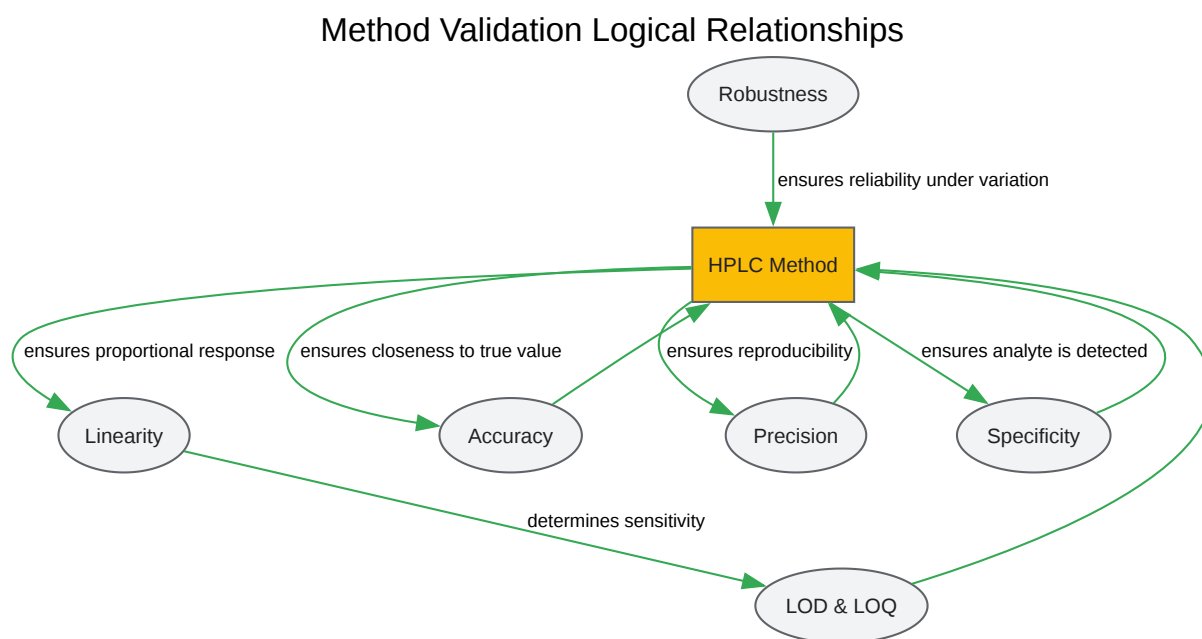 Method Validation Logical Relationships
Robustness
ensures reliability under variation
HPLC Method
ensures proportional response
ensures closeness to true value
ensures reproducibility
ensures analyte is detected
Linearity
Accuracy
Precision
Specificity
determines sensitivity
LOD & LOQ